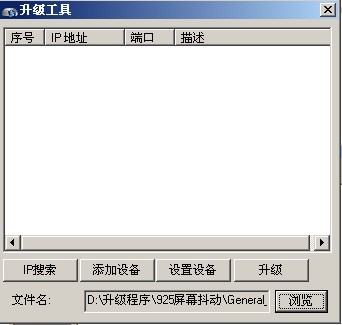 升级工具
序号 IP地址 端口 描述
IP搜索 添加设备 设置设备 升级
文件名: D:\升级程序\925屏幕抖动\General_ 浏览